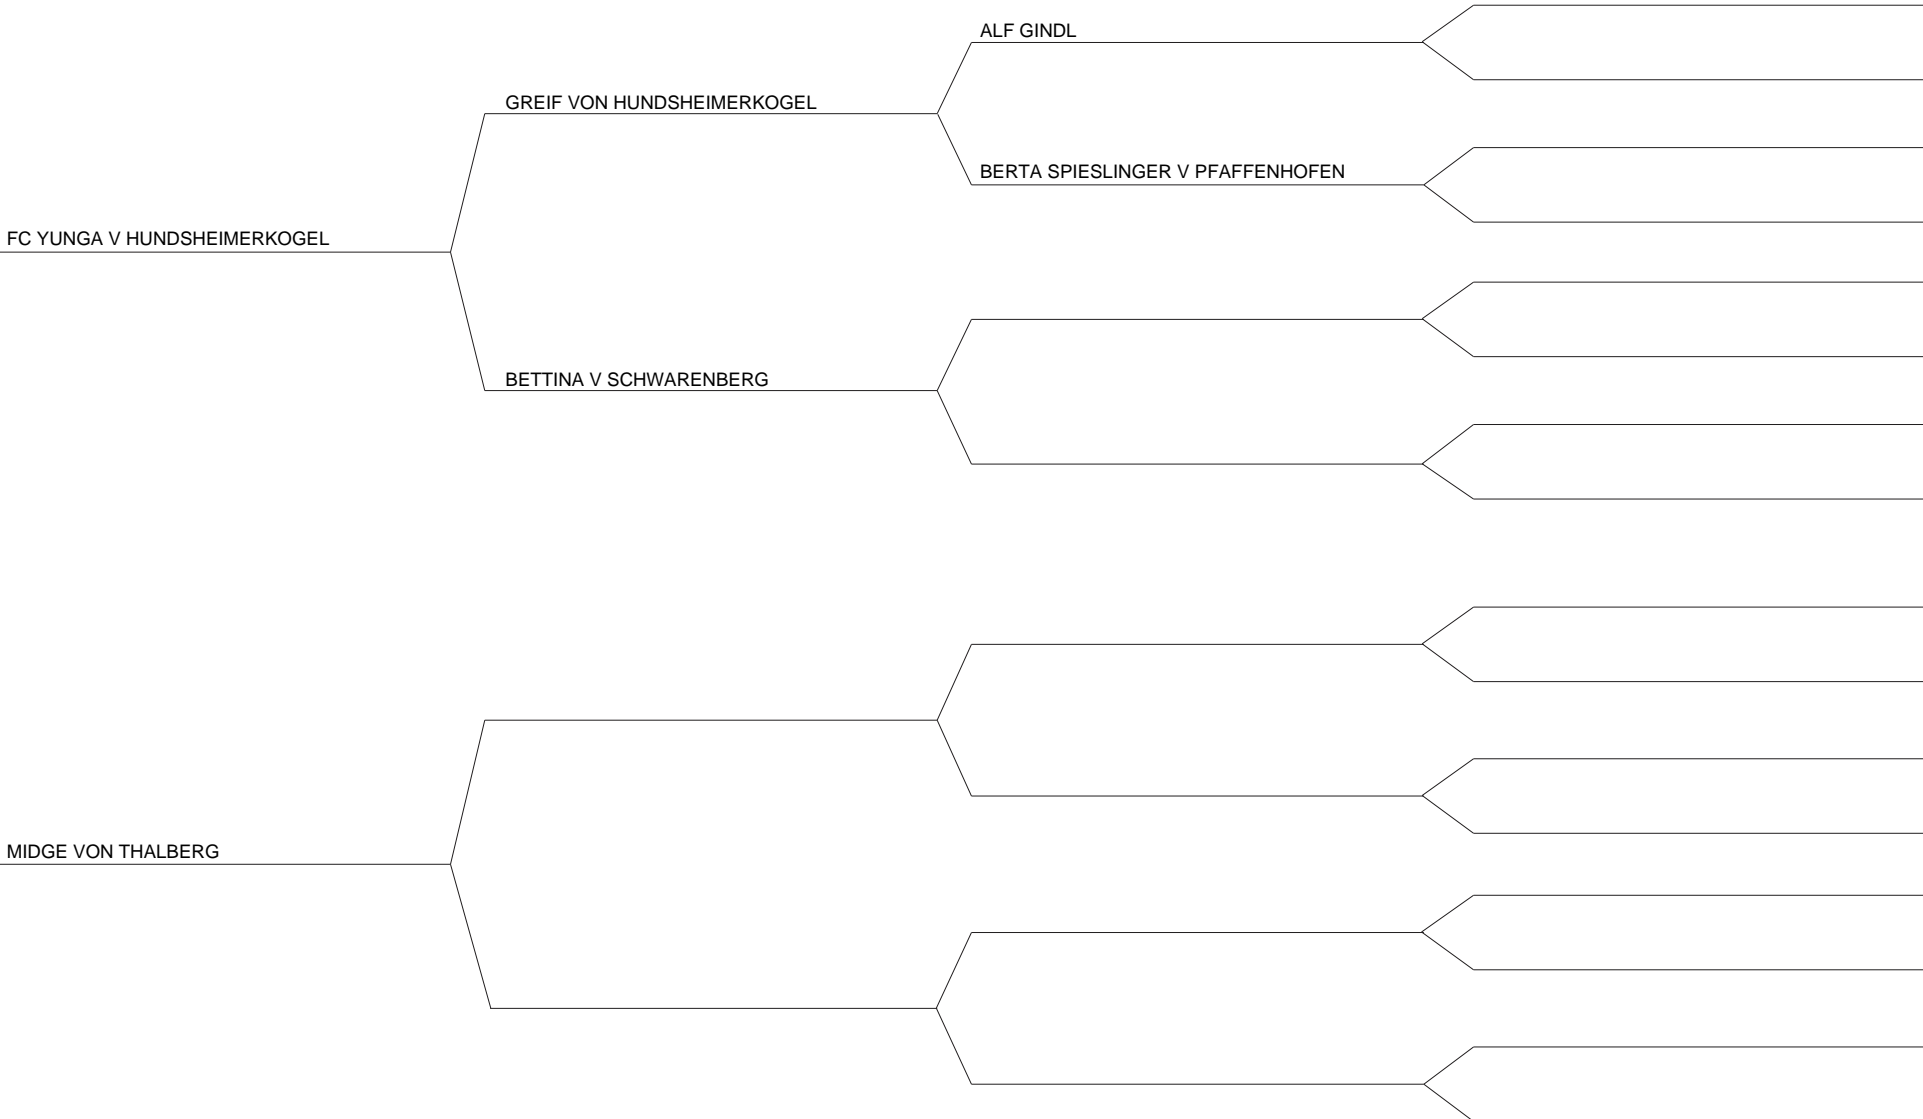 ALF GINDL
GREIF VON HUNDSHEIMERKOGEL
BERTA SPIESLINGER V PFAFFENHOFEN
FC YUNGA V HUNDSHEIMERKOGEL
BETTINA V SCHWARENBERG
MIDGE VON THALBERG